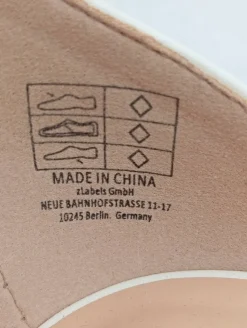 MADE IN CHINA
zLabels GmbH
NEUE BAHNHOFSTRASSE 11-17
10245 Berlin. Germany